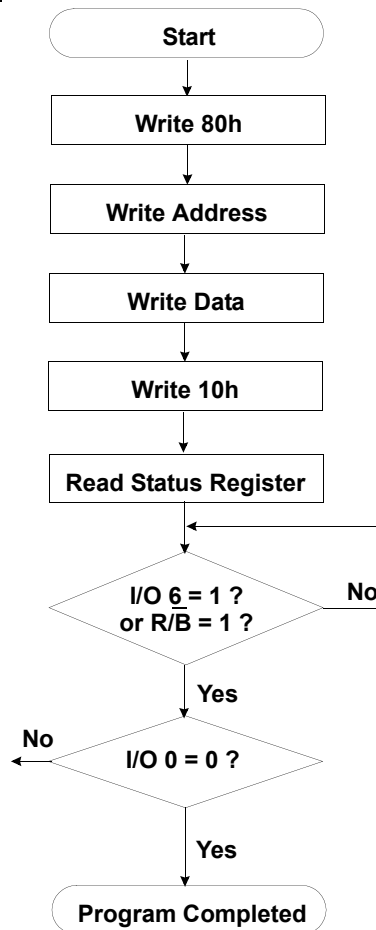 Start
Write 80h
Write Address
Write Data
Write 10h
Read Status Register
I/O 6 = 1 ?
or R/B̅ = 1 ?
No
Yes
No
I/O 0 = 0 ?
Yes
Program Completed